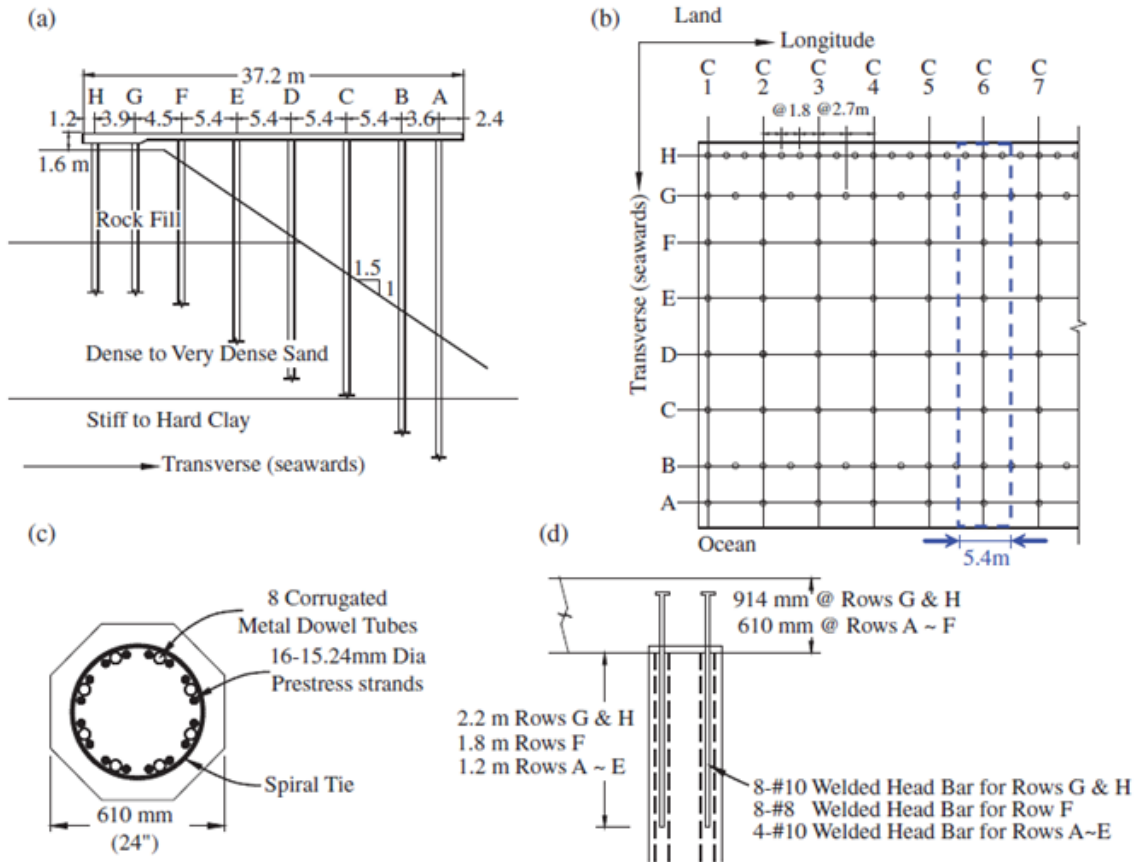 (a)
37.2 m
H G F E D C B A
1.2 3.9 4.5 5.4 5.4 5.4 5.4 3.6 2.4
1.6 m
Rock Fill
1.5
1
Dense to Very Dense Sand
Stiff to Hard Clay
Transverse (seawards)
(b)
Land
Longitude
C C C C C C C
1 2 3 4 5 6 7
@1.8 @2.7m
H
G
F
E
D
C
B
A
Transverse (seawards)
Ocean
5.4m
(c)
8 Corrugated
Metal Dowel Tubes
16-15.24mm Dia
Prestress strands
Spiral Tie
610 mm
(24")
(d)
914 mm @ Rows G & H
610 mm @ Rows A ~ F
2.2 m Rows G & H
1.8 m Rows F
1.2 m Rows A ~ E
8-#10 Welded Head Bar for Rows G & H
8-#8 Welded Head Bar for Row F
4-#10 Welded Head Bar for Rows A~E